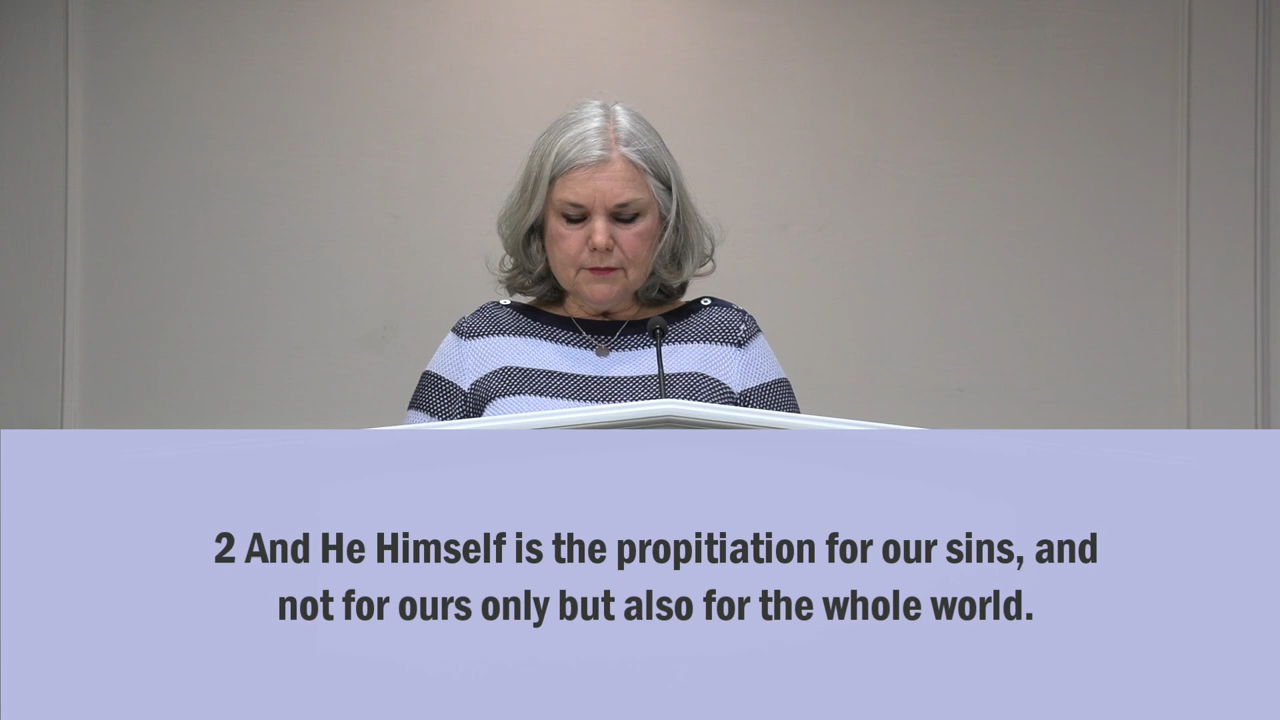 2 And He Himself is the propitiation for our sins, and
not for ours only but also for the whole world.